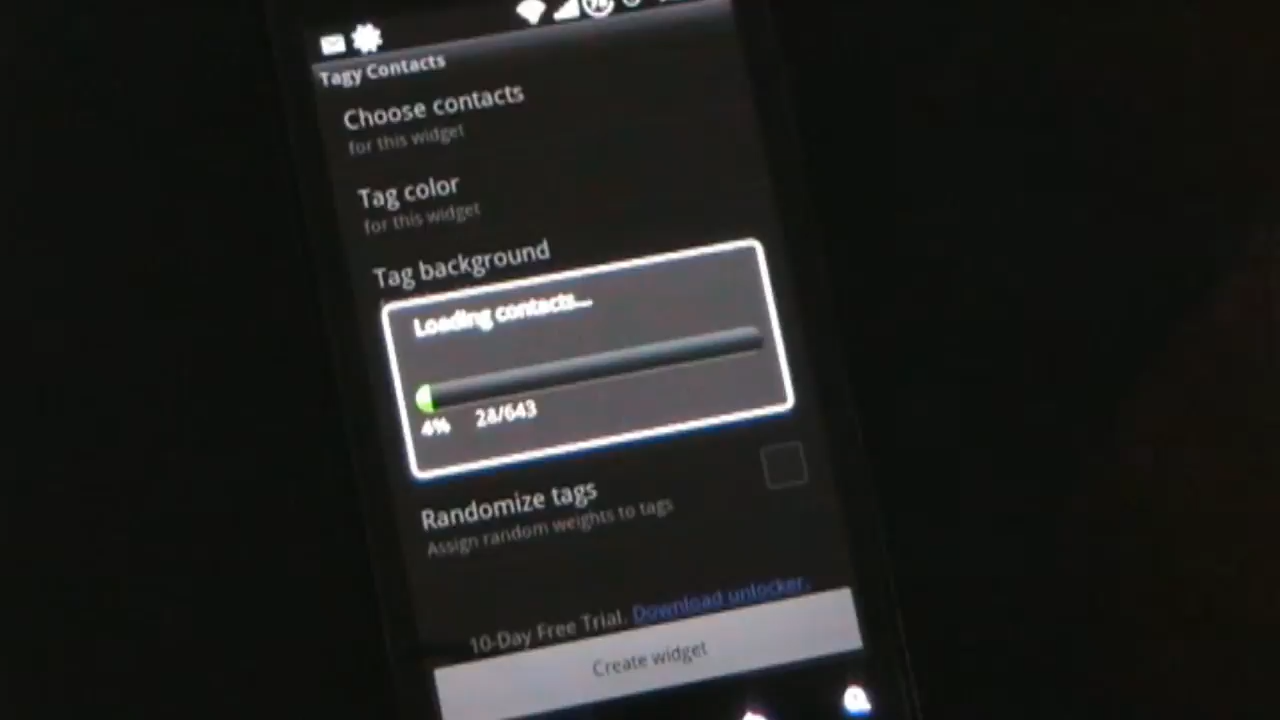 Tagy Contacts
Choose contacts
for this widget
Tag color
for this widget
Tag background
Loading contacts...
4% 28/643
Randomize tags
Assign random weights to tags
10-Day Free Trial. Download unlocker.
Create widget